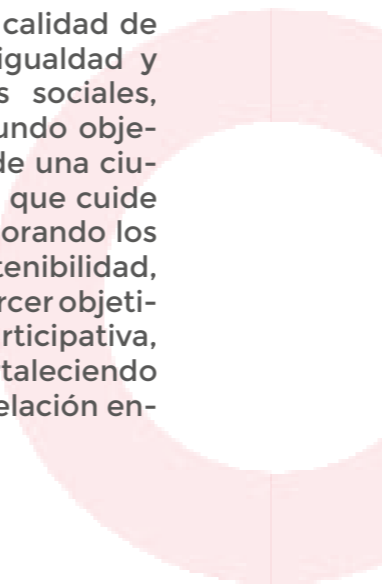 calidad de
igualdad y
s sociales,
undo obje-
de una ciu-
que cuide
orando los
tenibilidad,
rcer objeti-
rticipativa,
taleciendo
elación en-